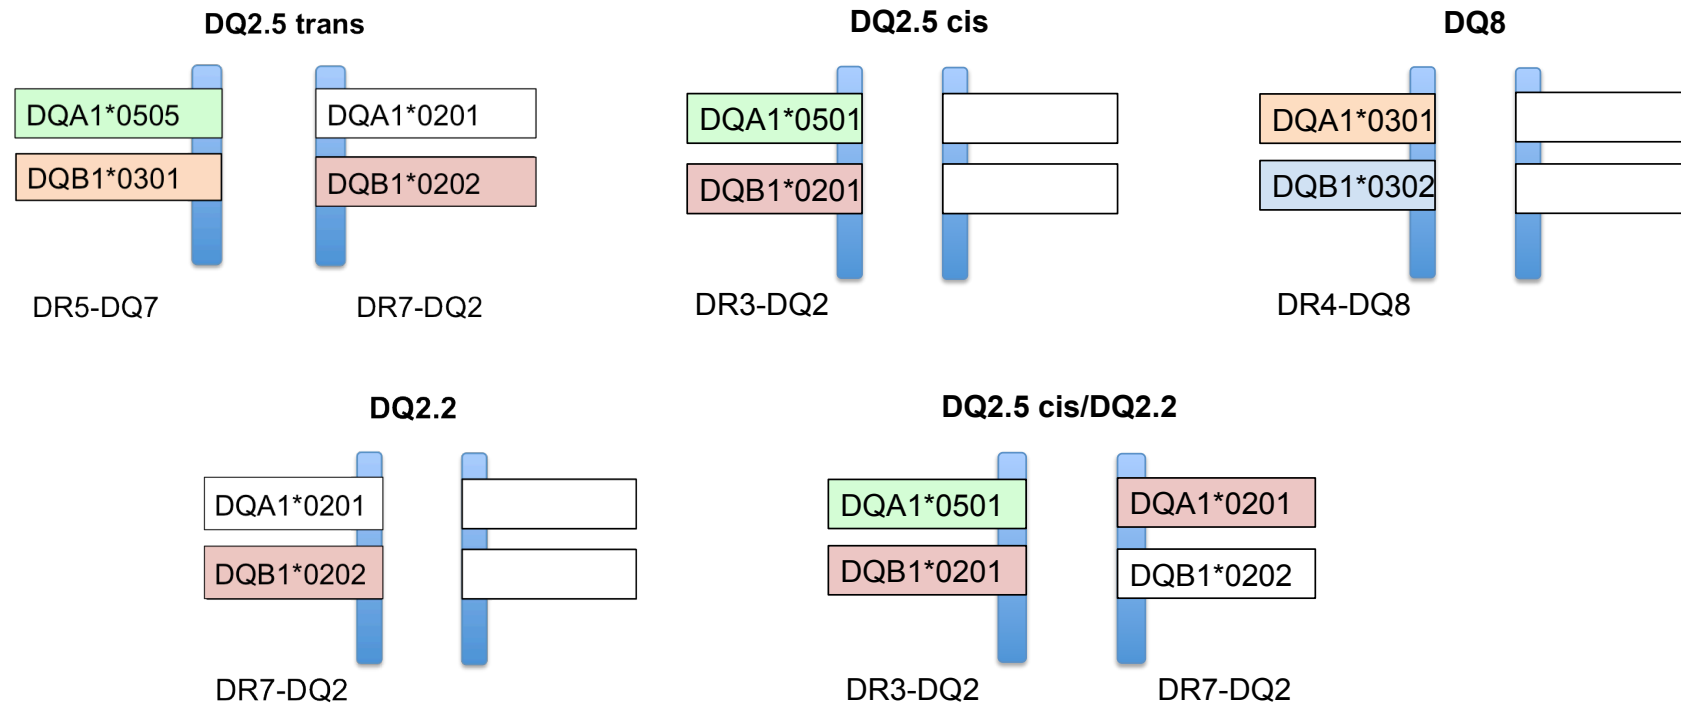 DQ2.5 trans
DQA1*0505
DQA1*0201
DQB1*0301
DQB1*0202
DR5-DQ7
DR7-DQ2
DQ2.5 cis
DQA1*0501
DQB1*0201
DR3-DQ2
DQ8
DQA1*0301
DQB1*0302
DR4-DQ8
DQ2.2
DQA1*0201
DQB1*0202
DR7-DQ2
DQ2.5 cis/DQ2.2
DQA1*0501
DQA1*0201
DQB1*0201
DQB1*0202
DR3-DQ2
DR7-DQ2